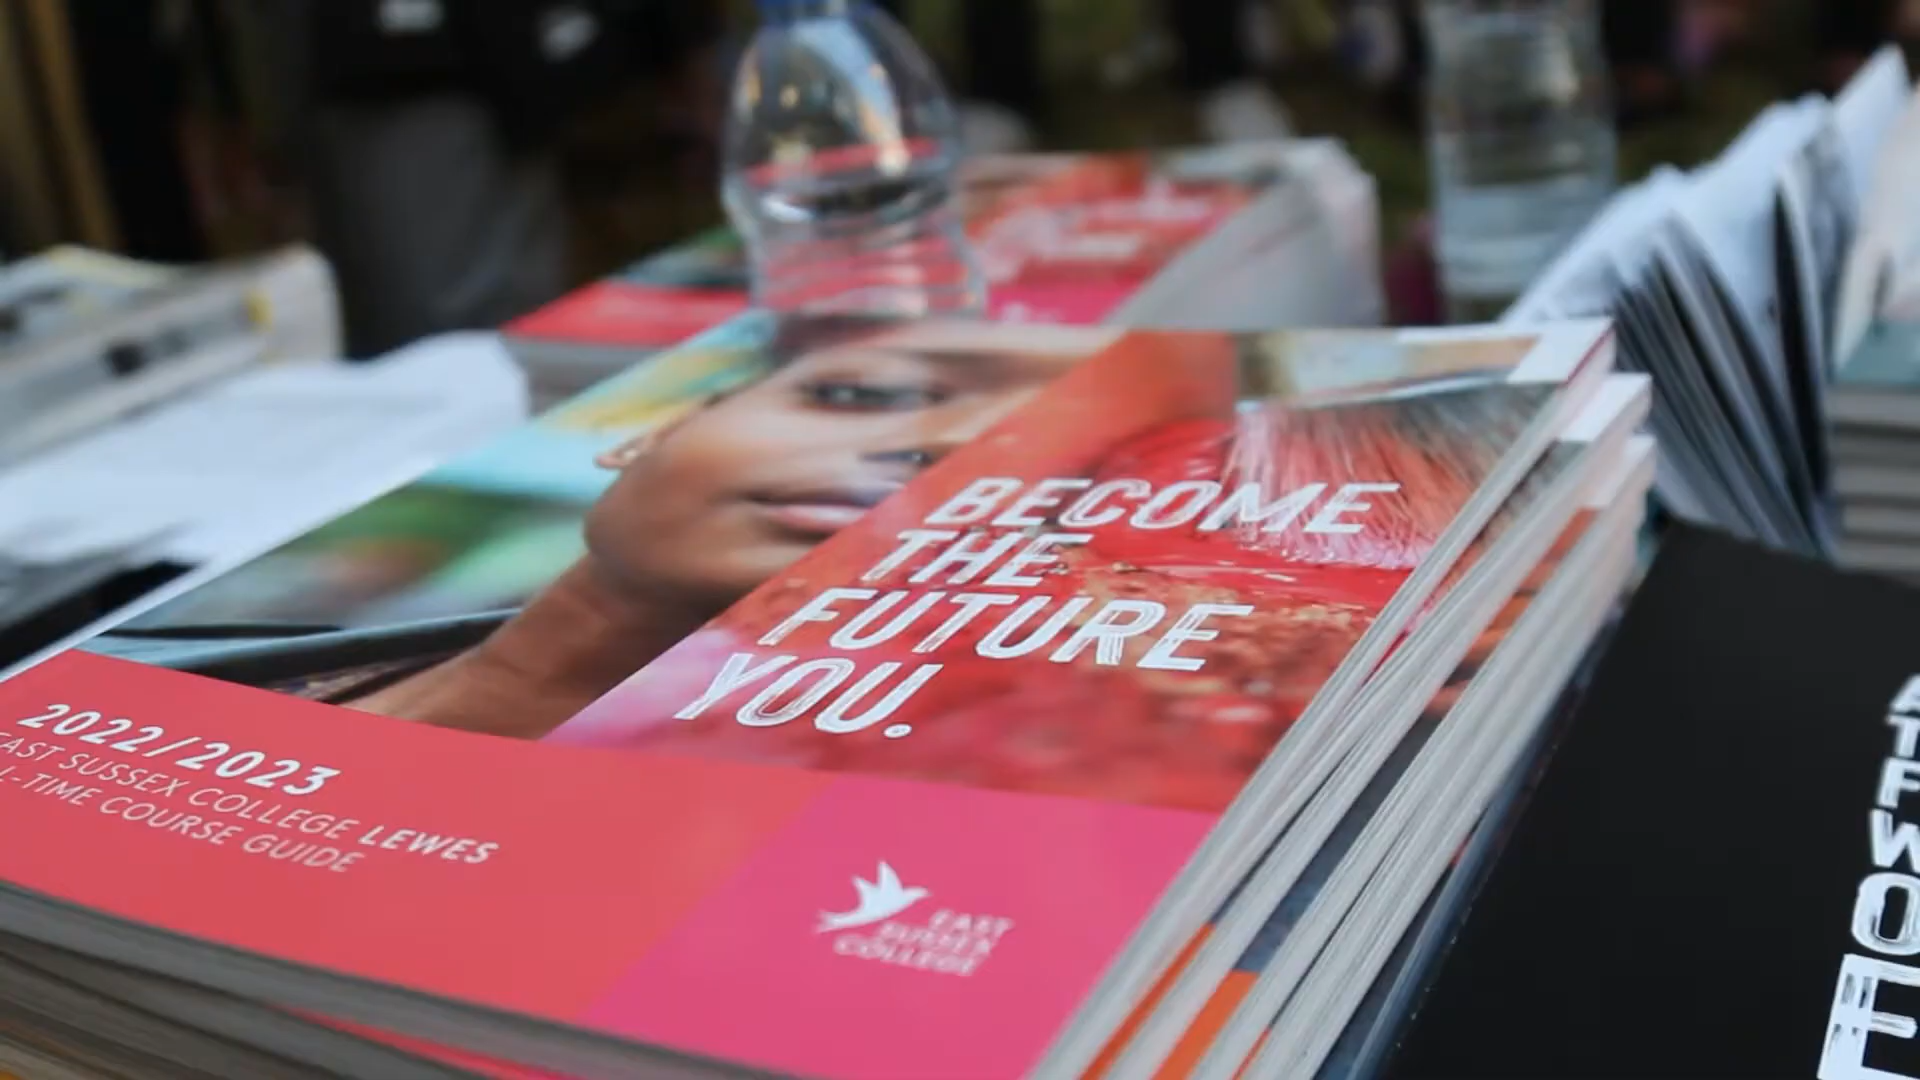 BECOME
THE
FUTURE
YOU.
2022/2023
EAST SUSSEX COLLEGE LEWES
L-TIME COURSE GUIDE
EAST
SUSSEX
COLLEGE